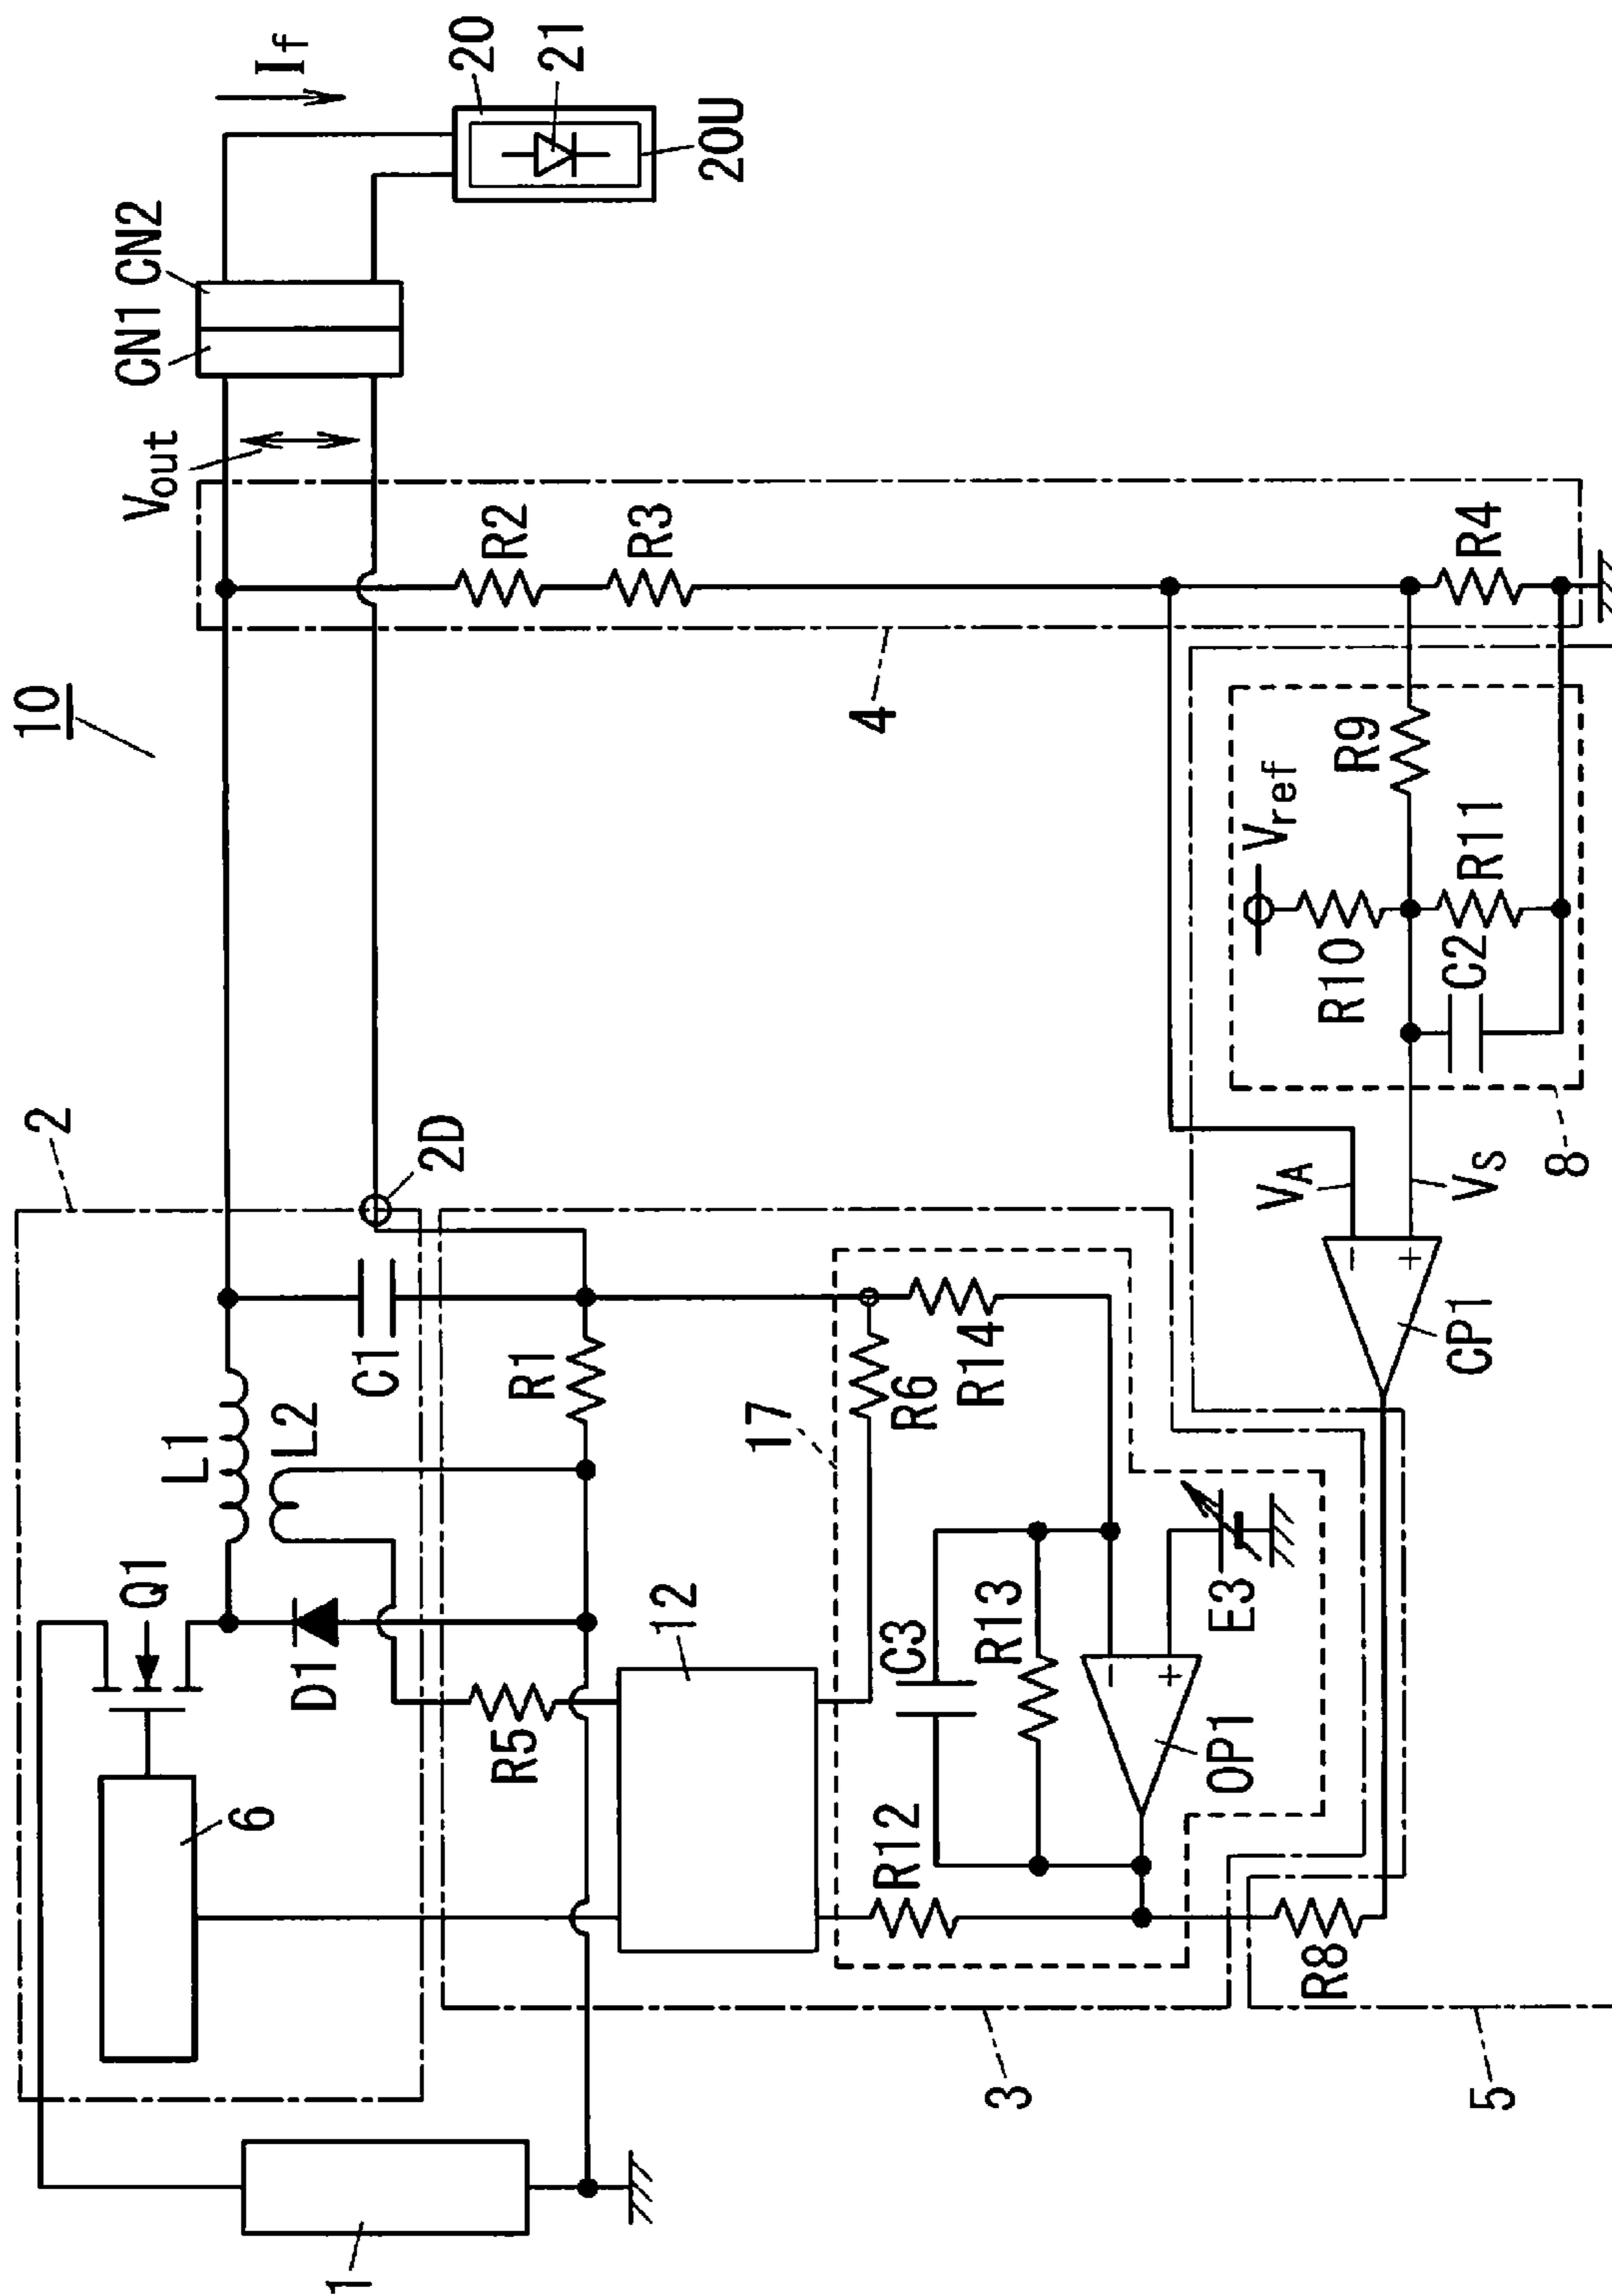 10
1
2
6
Q1
D1
L1
L2
C1
2D
Vout
CN1
CN2
If
20
21
20U
R5
R1
12
17
R6
R14
R12
C3
R13
OP1
E3
3
4
R2
R3
R4
R8
5
CP1
VA
VS
8
Vref
R10
R9
R11
C2
−
+
−
+